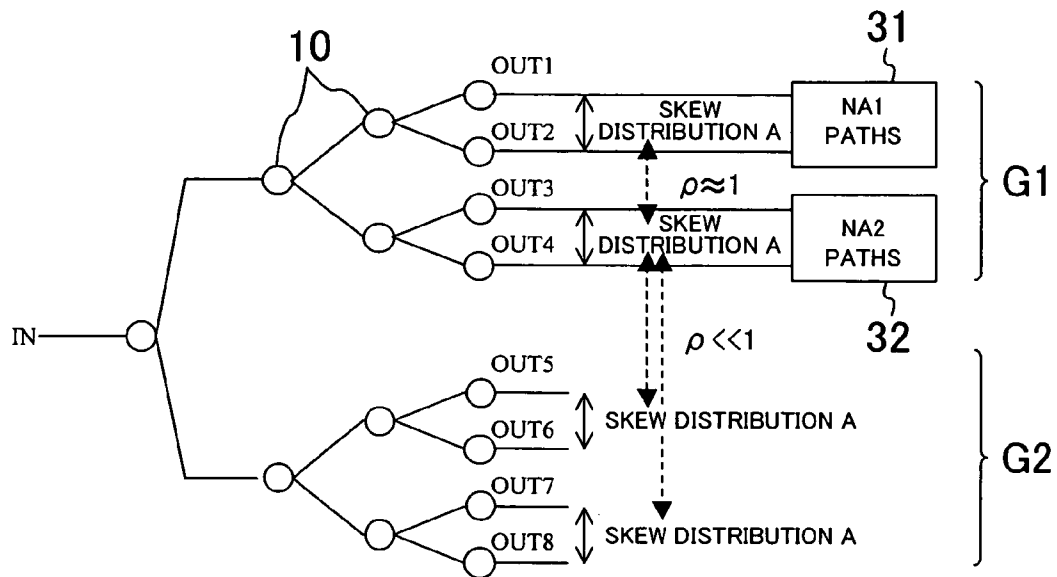 10
31
OUT1
SKEW
DISTRIBUTION A
NA1
PATHS
OUT2
G1
ρ≈1
OUT3
SKEW
DISTRIBUTION A
NA2
PATHS
OUT4
32
IN
ρ<<1
OUT5
SKEW DISTRIBUTION A
OUT6
G2
OUT7
SKEW DISTRIBUTION A
OUT8